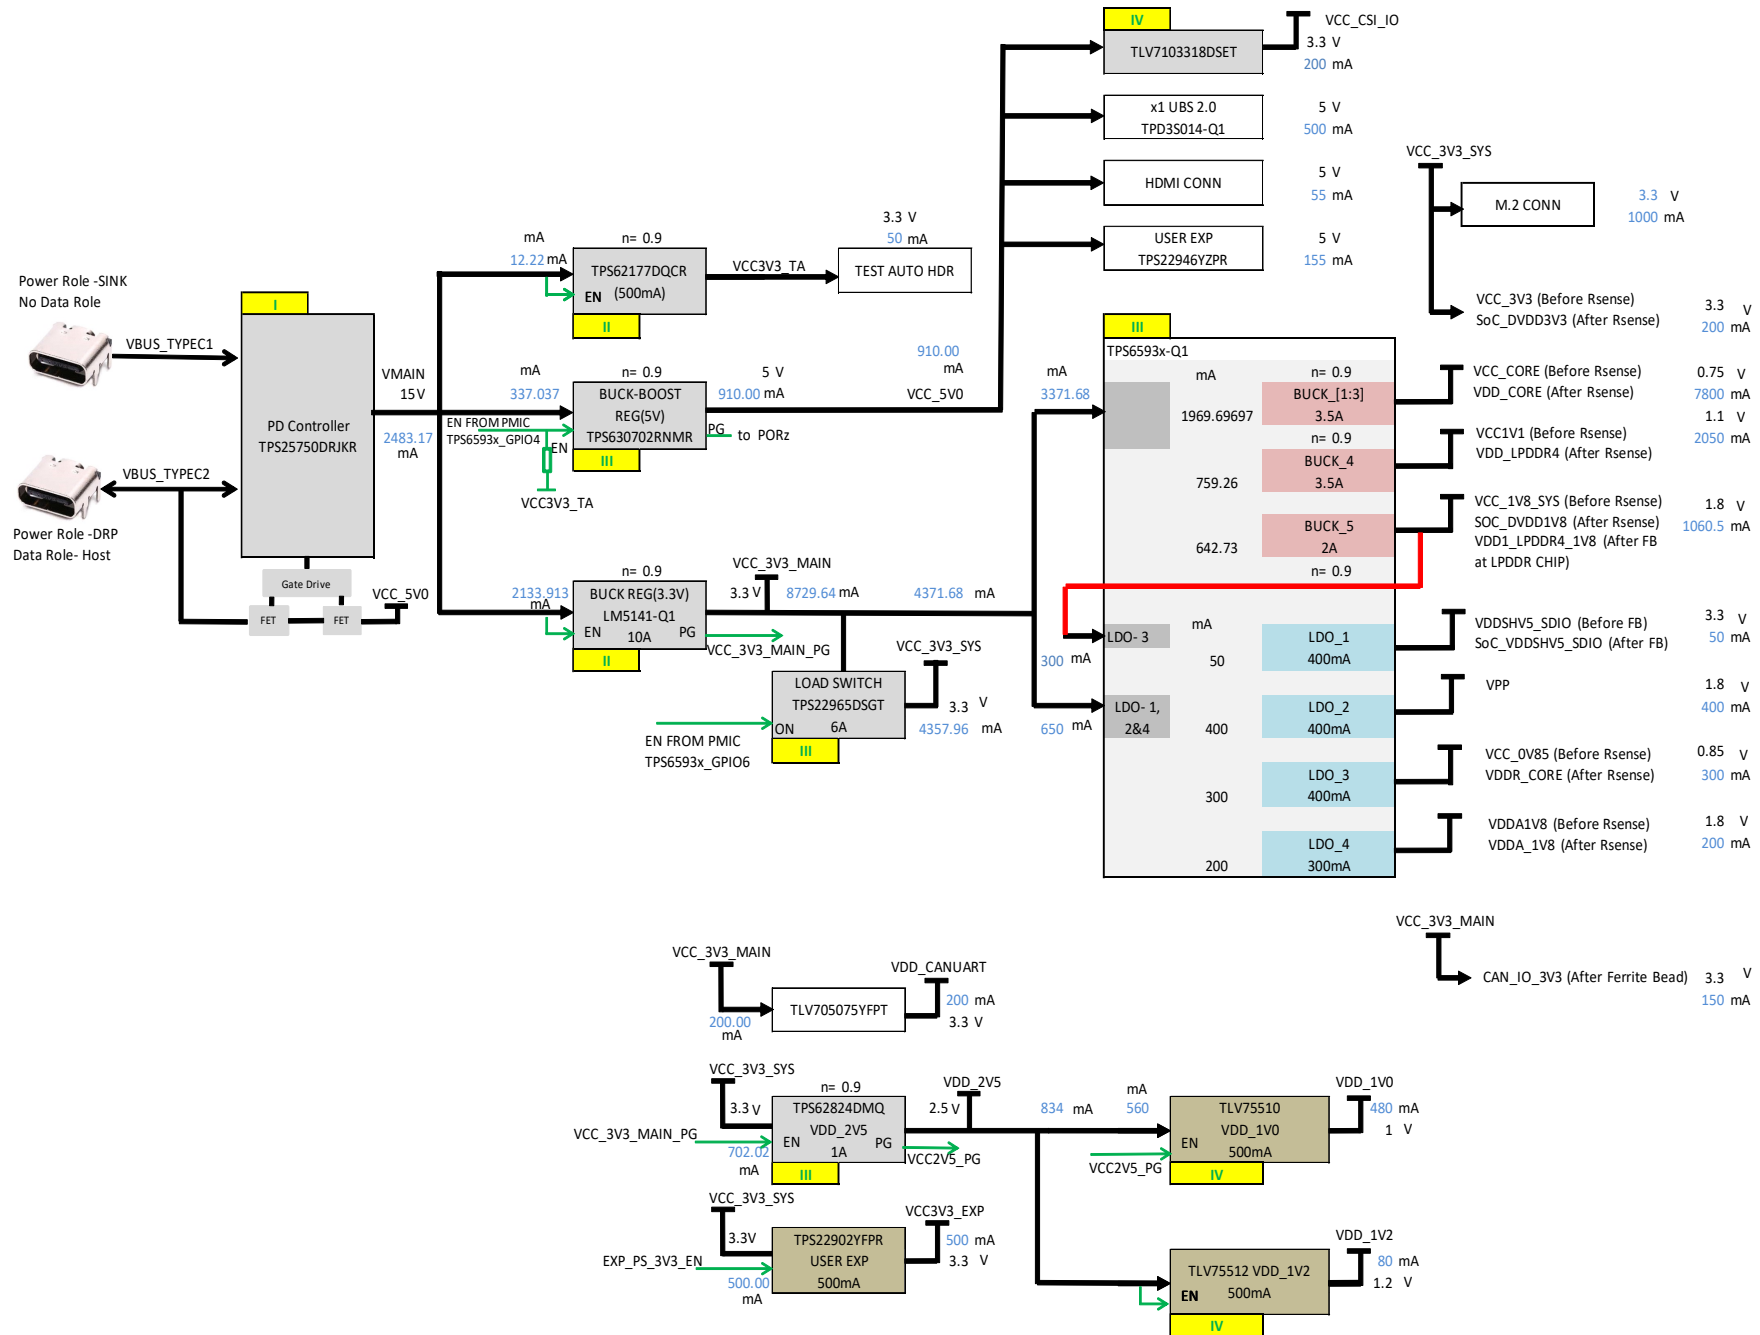 IV
TLV7103318DSET
VCC_CSI_IO
3.3 V
200 mA
x1 UBS 2.0
TPD3S014-Q1
5 V
500 mA
HDMI CONN
5 V
55 mA
USER EXP
TPS22946YZPR
5 V
155 mA
VCC_3V3_SYS
M.2 CONN
3.3 V
1000 mA
VCC_3V3 (Before Rsense)
SoC_DVDD3V3 (After Rsense)
3.3 V
200 mA
Power Role -SINK
No Data Role
VBUS_TYPEC1
VBUS_TYPEC2
Power Role -DRP
Data Role- Host
I
PD Controller
TPS25750DRJKR
Gate Drive
FET
FET
VCC_5V0
VMAIN
15V
2483.17
mA
mA
12.22 mA
n= 0.9
TPS62177DQCR
(500mA)
EN
II
VCC3V3_TA
3.3 V
50 mA
TEST AUTO HDR
mA
337.037
EN FROM PMIC
TPS6593x_GPIO4
n= 0.9
BUCK-BOOST
REG(5V)
TPS630702RNMR
EN
III
VCC3V3_TA
5 V
910.00 mA
PG
to PORz
910.00
mA
VCC_5V0
2133.913
mA
n= 0.9
BUCK REG(3.3V)
LM5141-Q1
10A
EN
PG
II
VCC_3V3_MAIN
3.3 V
8729.64 mA
4371.68 mA
VCC_3V3_MAIN_PG
VCC_3V3_SYS
LOAD SWITCH
TPS22965DSGT
6A
ON
III
3.3 V
4357.96 mA
EN FROM PMIC
TPS6593x_GPIO6
III
TPS6593x-Q1
mA
3371.68
mA
1969.69697
n= 0.9
BUCK_[1:3]
3.5A
n= 0.9
BUCK_4
3.5A
759.26
BUCK_5
2A
n= 0.9
642.73
VCC_CORE (Before Rsense)
VDD_CORE (After Rsense)
0.75 V
7800 mA
VCC1V1 (Before Rsense)
VDD_LPDDR4 (After Rsense)
1.1 V
2050 mA
VCC_1V8_SYS (Before Rsense)
SOC_DVDD1V8 (After Rsense)
VDD1_LPDDR4_1V8 (After FB
at LPDDR CHIP)
1.8 V
1060.5 mA
LDO- 3
300 mA
mA
50
LDO_1
400mA
VDDSHV5_SDIO (Before FB)
SoC_VDDSHV5_SDIO (After FB)
3.3 V
50 mA
LDO- 1,
2&4
650 mA
400
LDO_2
400mA
VPP
1.8 V
400 mA
300
LDO_3
400mA
VCC_0V85 (Before Rsense)
VDDR_CORE (After Rsense)
0.85 V
300 mA
200
LDO_4
300mA
VDDA1V8 (Before Rsense)
VDDA_1V8 (After Rsense)
1.8 V
200 mA
VCC_3V3_MAIN
CAN_IO_3V3 (After Ferrite Bead)
3.3 V
150 mA
VCC_3V3_MAIN
200.00
mA
TLV705075YFPT
VDD_CANUART
200 mA
3.3 V
VCC_3V3_SYS
3.3 V
VCC_3V3_MAIN_PG
702.02
mA
n= 0.9
TPS62824DMQ
VDD_2V5
1A
EN
PG
III
VDD_2V5
2.5 V
VCC2V5_PG
834 mA
mA
560
TLV75510
VDD_1V0
500mA
EN
IV
VCC2V5_PG
VDD_1V0
480 mA
1 V
VCC_3V3_SYS
3.3V
EXP_PS_3V3_EN
500.00
mA
TPS22902YFPR
USER EXP
500mA
VCC3V3_EXP
500 mA
3.3 V
TLV75512 VDD_1V2
500mA
EN
IV
VDD_1V2
80 mA
1.2 V